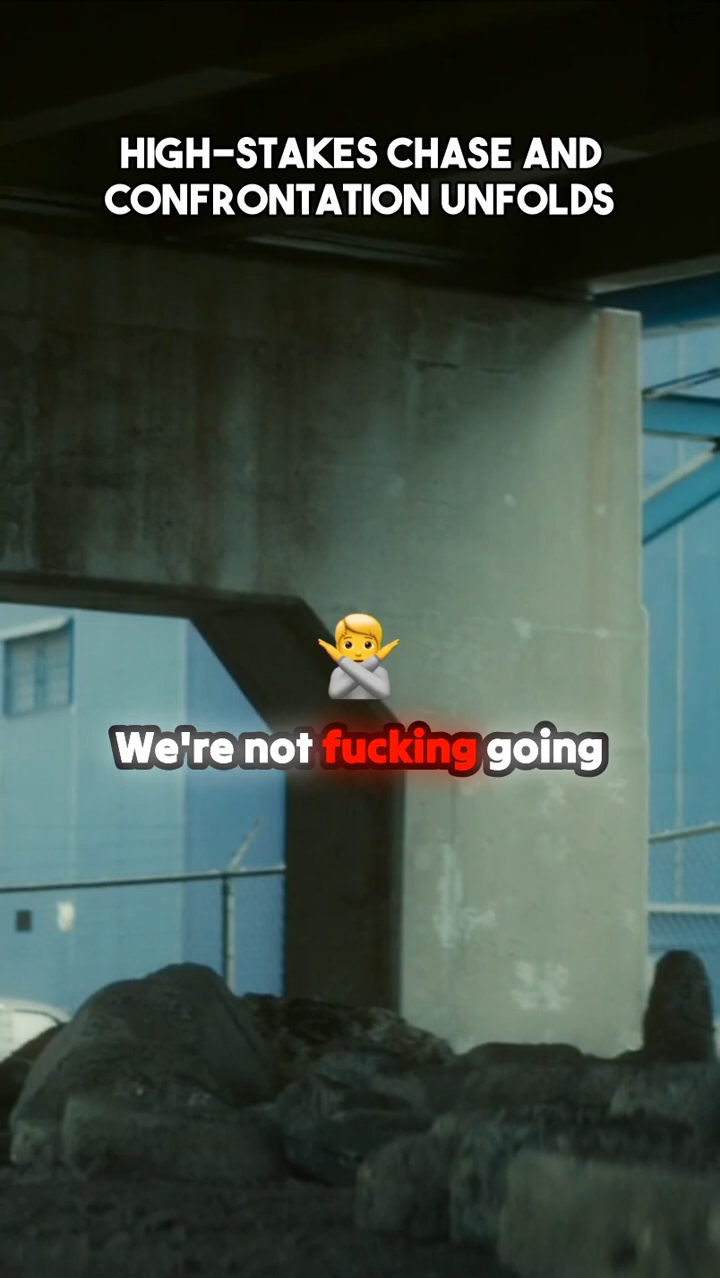 HIGH-STAKES CHASE AND
CONFRONTATION UNFOLDS
We're not fucking going